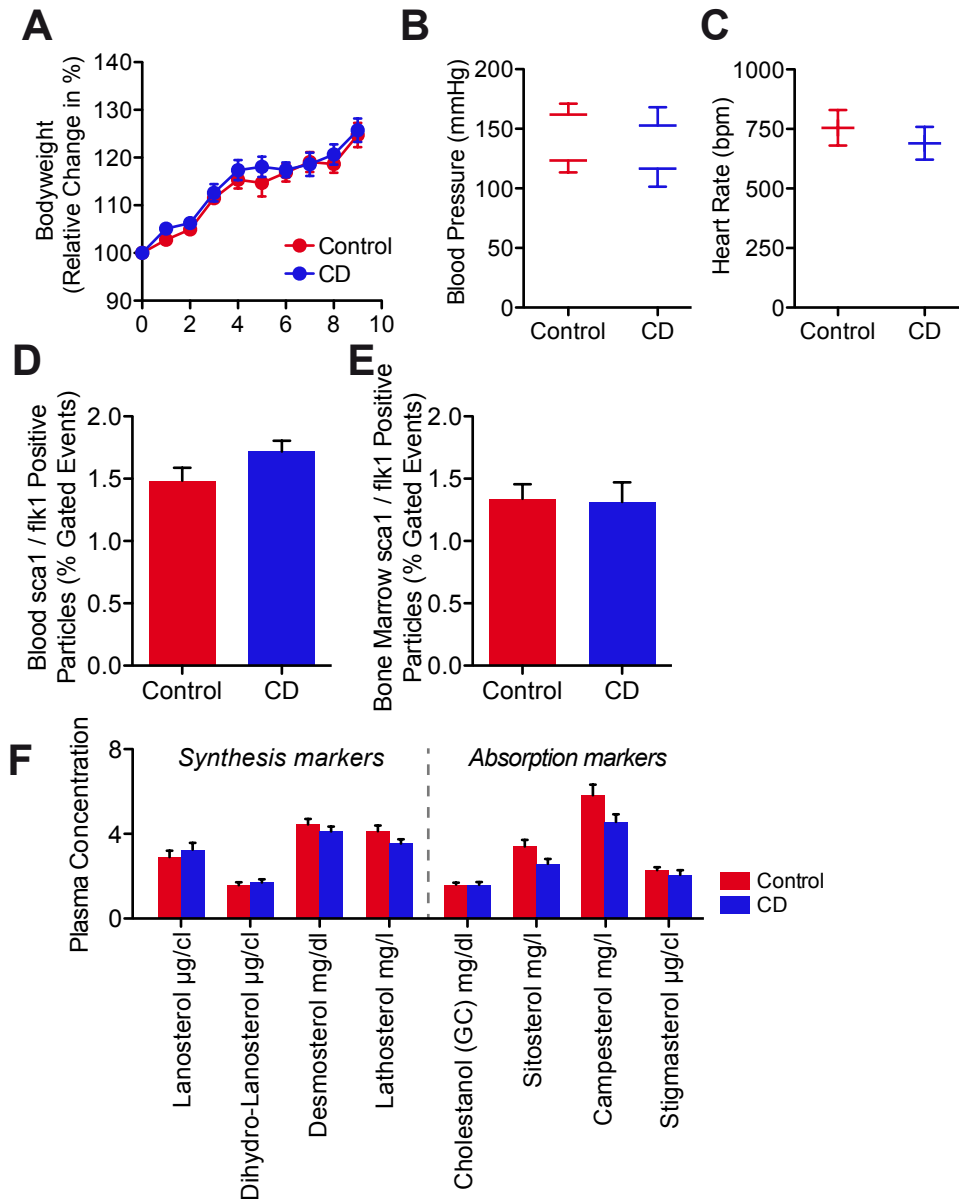 A
Bodyweight
(Relative Change in %)
140
130
120
110
100
90
0
2
4
6
8
10
Control
CD
B
Blood Pressure (mmHg)
200
150
100
50
0
Control
CD
C
Heart Rate (bpm)
1000
750
500
250
0
Control
CD
D
Blood sca1 / flk1 Positive
Particles (% Gated Events)
2.0
1.5
1.0
0.5
0.0
Control
CD
E
Bone Marrow sca1 / flk1 Positive
Particles (% Gated Events)
2.0
1.5
1.0
0.5
0.0
Control
CD
F
Plasma Concentration
8
4
0
Synthesis markers
Absorption markers
Lanosterol µg/cl
Dihydro-Lanosterol µg/cl
Desmosterol mg/dl
Lathosterol mg/l
Cholestanol (GC) mg/dl
Sitosterol mg/l
Campesterol mg/l
Stigmasterol µg/cl
Control
CD